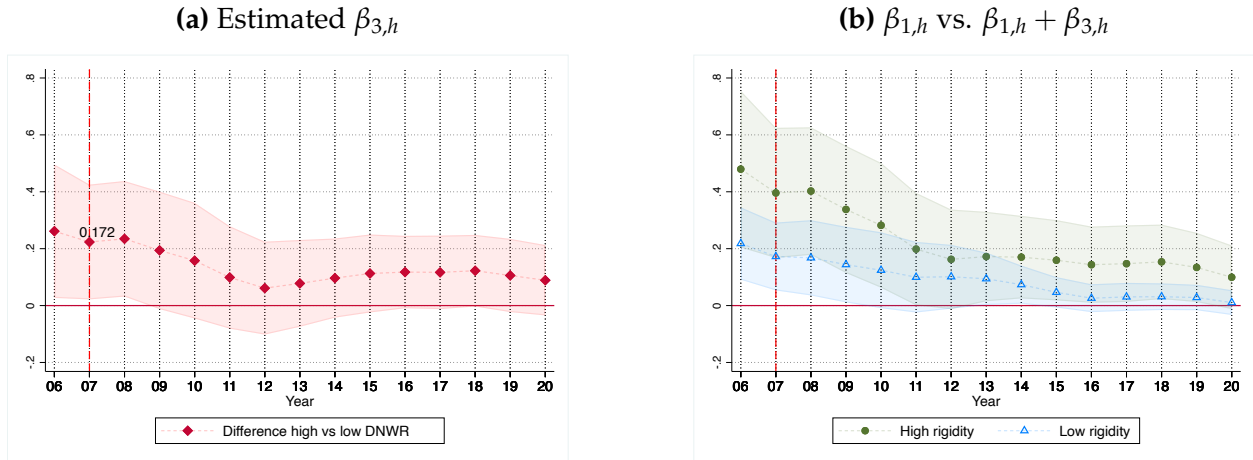 (a) Estimated β3,h
.8
.6
.4
.2
0
-.2
0.172
06 07 08 09 10 11 12 13 14 15 16 17 18 19 20
Year
Difference high vs low DNWR
(b) β1,h vs. β1,h + β3,h
.8
.6
.4
.2
0
-.2
06 07 08 09 10 11 12 13 14 15 16 17 18 19 20
Year
High rigidity Low rigidity